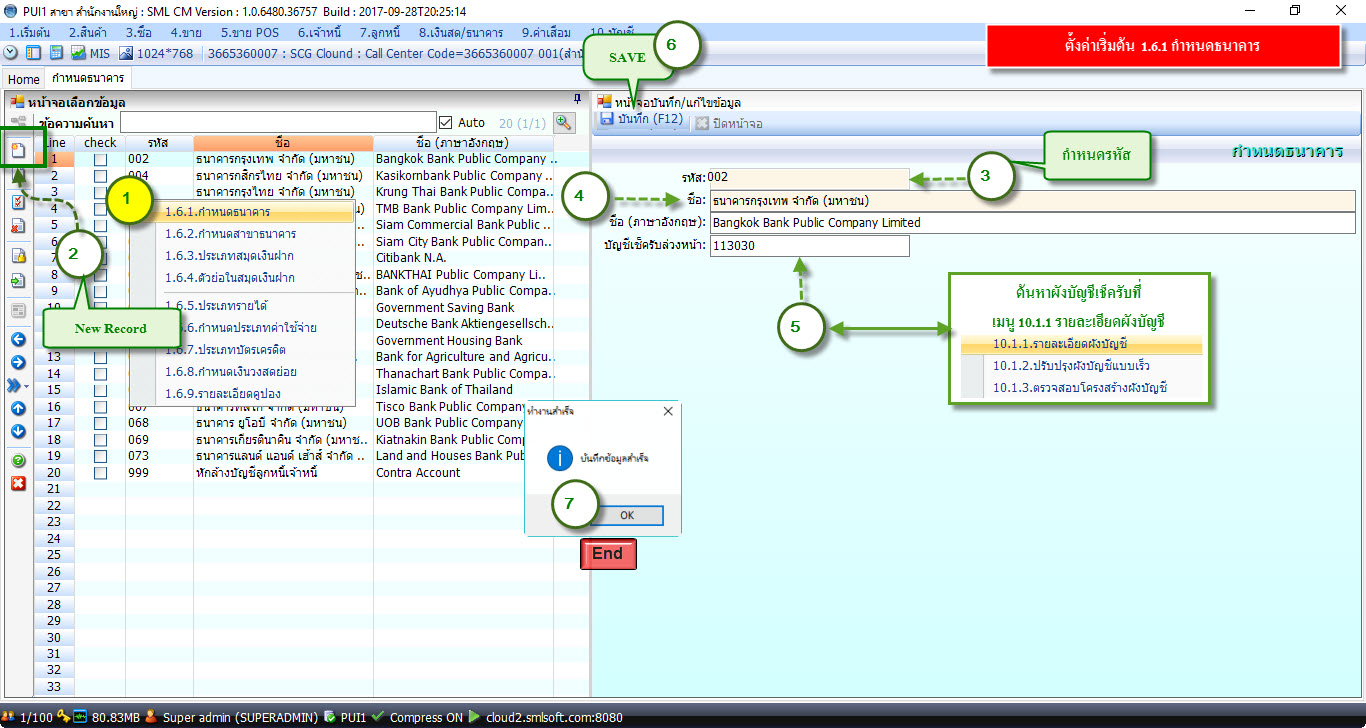 PUI1 สาขา สำนักงานใหญ่ : SML CM Version : 1.0.6480.36757 Build : 2017-09-28T20:25:14
1.เริ่มต้น 2.สินค้า 3.ซื้อ 4.ขาย 5.ขาย POS 6.เจ้าหนี้ 7.ลูกหนี้ 8.เงินสด/ธนาคาร 9.ค่าเสื่อม 10.บัญชี
MIS 1024*768 3665360007 : SCG Clound : Call Center Code=3665360007 001(สำนั
6
SAVE
ตั้งค่าเริ่มต้น 1.6.1 กำหนดธนาคาร
Home กำหนดธนาคาร
หน้าจอเลือกข้อมูล
ข้อความค้นหา Auto 20 (1/1)
Line check รหัส ชื่อ ชื่อ (ภาษาอังกฤษ)
1 002 ธนาคารกรุงเทพ จำกัด (มหาชน) Bangkok Bank Public Company ..
2 004 ธนาคารกสิกรไทย จำกัด (มหาชน) Kasikornbank Public Company ..
3 ธนาคารกรุงไทย จำกัด (มหาชน) Krung Thai Bank Public Compa..
4 TMB Bank Public Company Lim..
5 Siam Commercial Bank Public ..
Siam City Bank Public Compan..
Citibank N.A.
8 BANKTHAI Public Company Li..
9 Bank of Ayudhya Public Compa..
Government Saving Bank
Deutsche Bank Aktiengesellsch..
Government Housing Bank
13 Bank for Agriculture and Agricu..
14 Thanachart Bank Public Compa..
15 Islamic Bank of Thailand
16 067 ธนาคารทิสโก้ จำกัด (มหาชน) Tisco Bank Public Company
17 068 ธนาคาร ยูโอบี จำกัด (มหาชน) UOB Bank Public Company
18 069 ธนาคารเกียรตินาคิน จำกัด (มหาช.. Kiatnakin Bank Public Comp
19 073 ธนาคารแลนด์ แอนด์ เฮ้าส์ จำกัด .. Land and Houses Bank Pub
20 999 หักล้างบัญชีลูกหนี้เจ้าหนี้ Contra Account
21
22
23
24
25
26
27
28
29
30
31
32
33
1
1.6.1.กำหนดธนาคาร
1.6.2.กำหนดสาขาธนาคาร
1.6.3.ประเภทสมุดเงินฝาก
1.6.4.ตัวย่อในสมุดเงินฝาก
1.6.5.ประเภทรายได้
.6.กำหนดประเภทค่าใช้จ่าย
1.6.7.ประเภทบัตรเครดิต
1.6.8.กำหนดเงินวงสดย่อย
1.6.9.รายละเอียดคูปอง
2
New Record
หน้าจอบันทึก/แก้ไขข้อมูล
บันทึก (F12) ปิดหน้าจอ
กำหนดธนาคาร
กำหนดรหัส
3
รหัส: 002
4
ชื่อ: ธนาคารกรุงเทพ จำกัด (มหาชน)
ชื่อ (ภาษาอังกฤษ): Bangkok Bank Public Company Limited
บัญชีเช็ครับล่วงหน้า: 113030
5
ค้นหาผังบัญชีเช็ครับที่
เมนู 10.1.1 รายละเอียดผังบัญชี
10.1.1.รายละเอียดผังบัญชี
10.1.2.ปรับปรุงผังบัญชีแบบเร็ว
10.1.3.ตรวจสอบโครงสร้างผังบัญชี
ทำงานสำเร็จ
บันทึกข้อมูลสำเร็จ
7
OK
End
1/100 80.83MB Super admin (SUPERADMIN) PUI1 Compress ON cloud2.smlsoft.com:8080